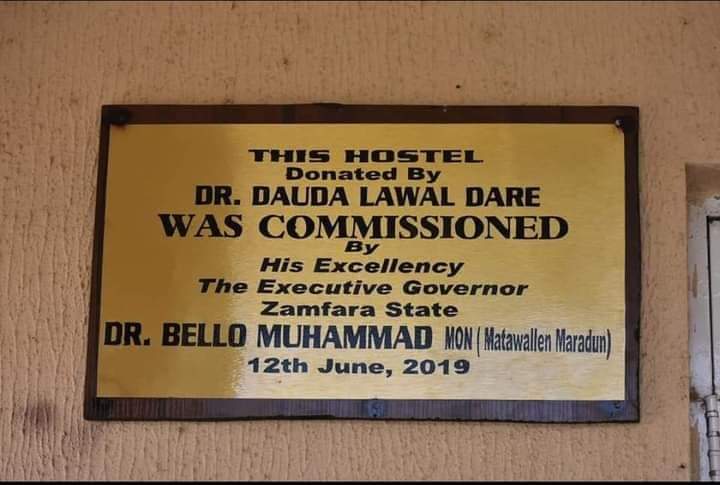 THIS HOSTEL
Donated By
DR. DAUDA LAWAL DARE
WAS COMMISSIONED
By
His Excellency
The Executive Governor
Zamfara State
DR. BELLO MUHAMMAD MON ( Matawallen Maradun)
12th June, 2019